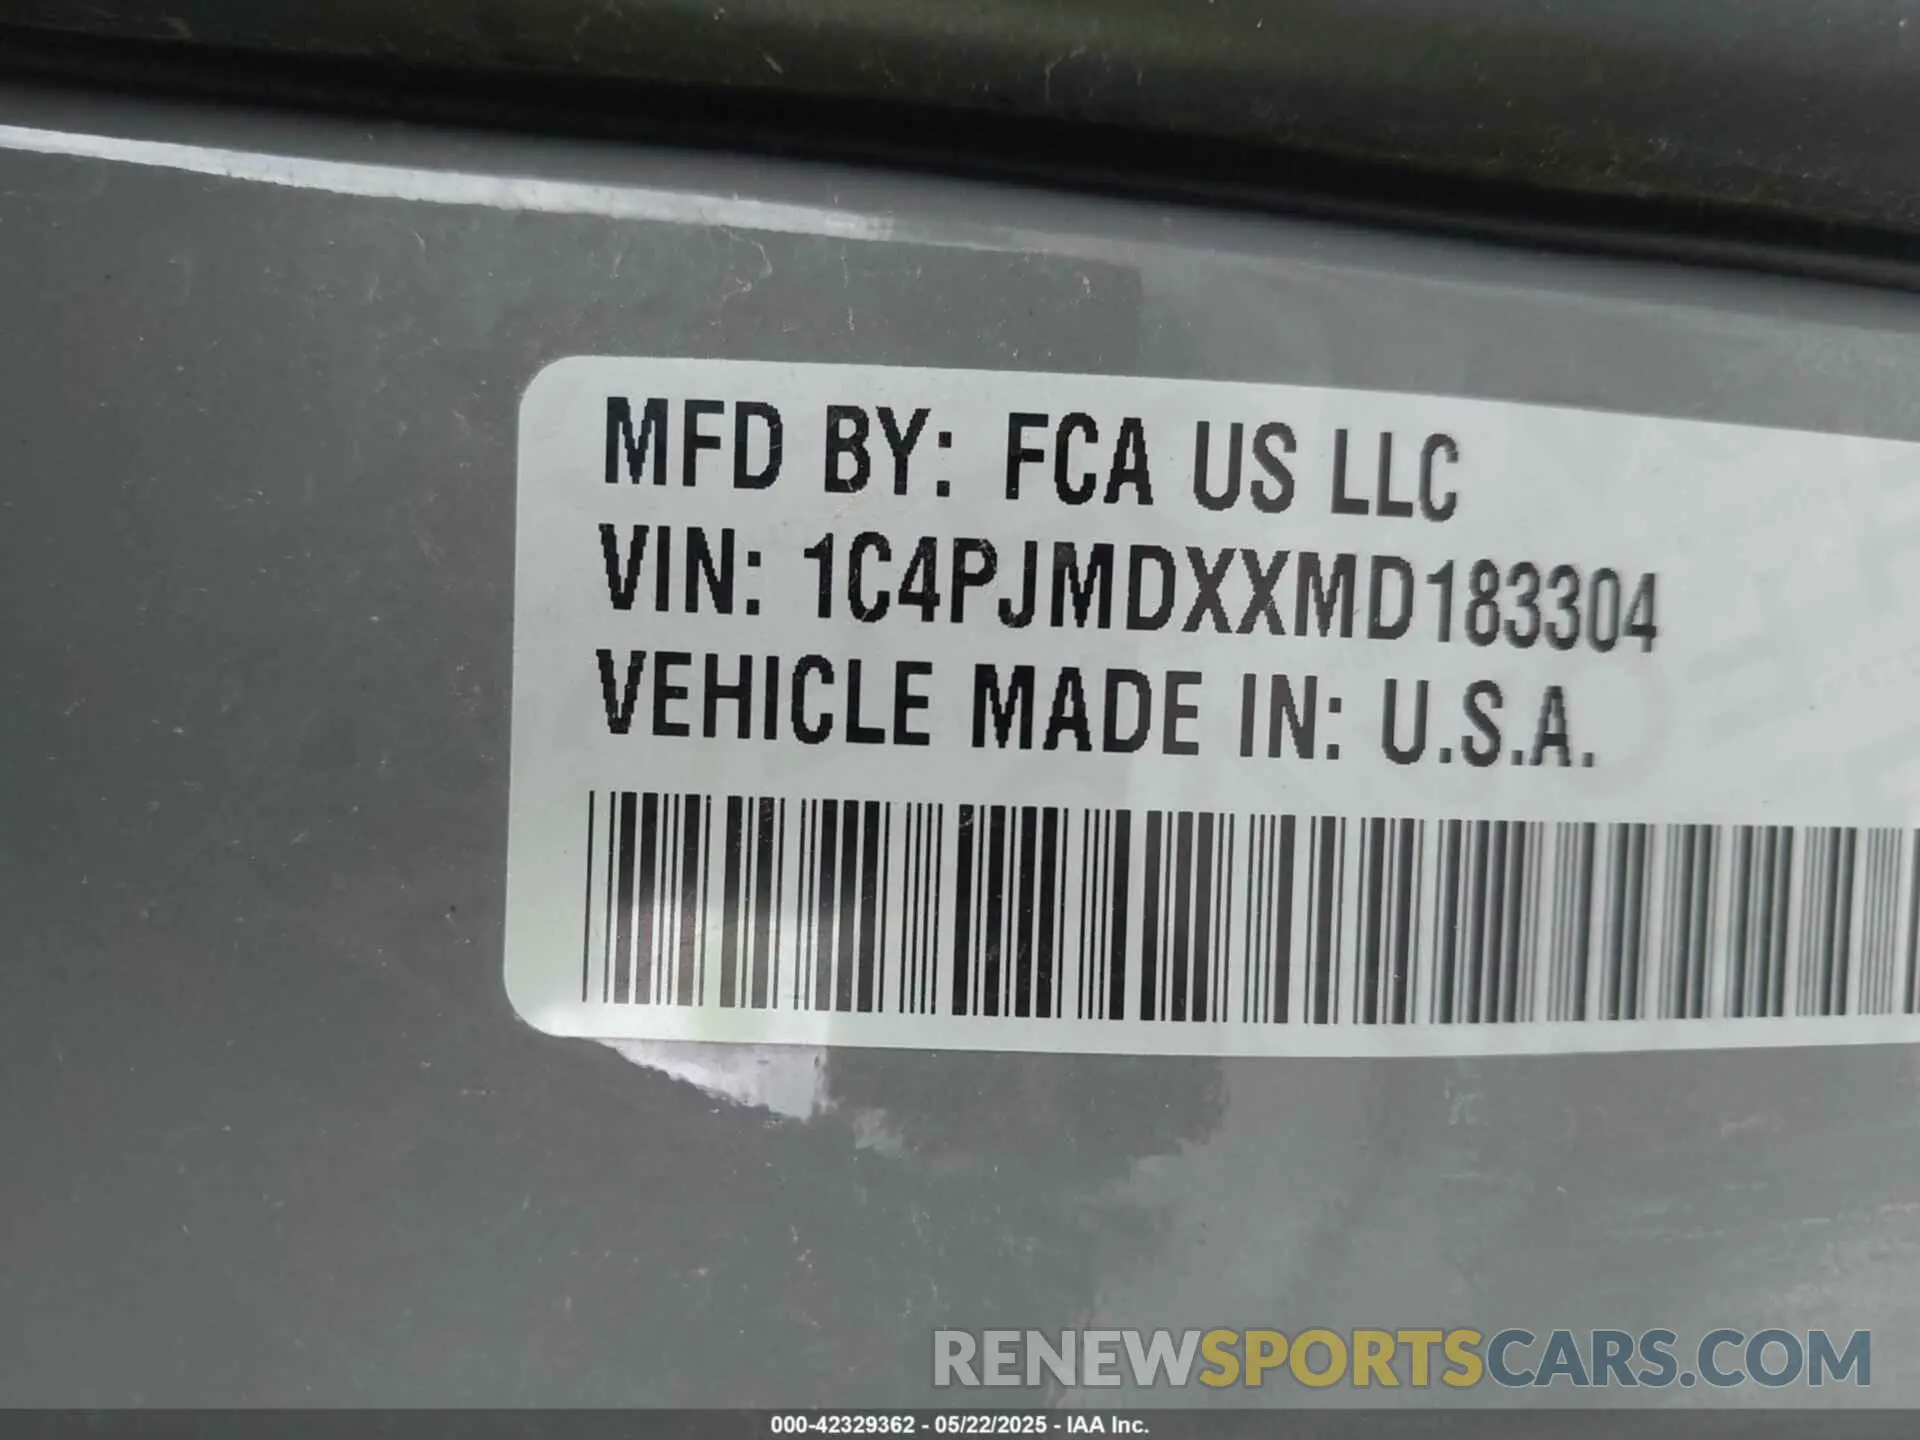 MFD BY: FCA US LLC
VIN: 1C4PJMDXXMD183304
VEHICLE MADE IN: U.S.A.
RENEWSPORTSCARS.COM
000-42329362 - 05/22/2025 - IAA Inc.